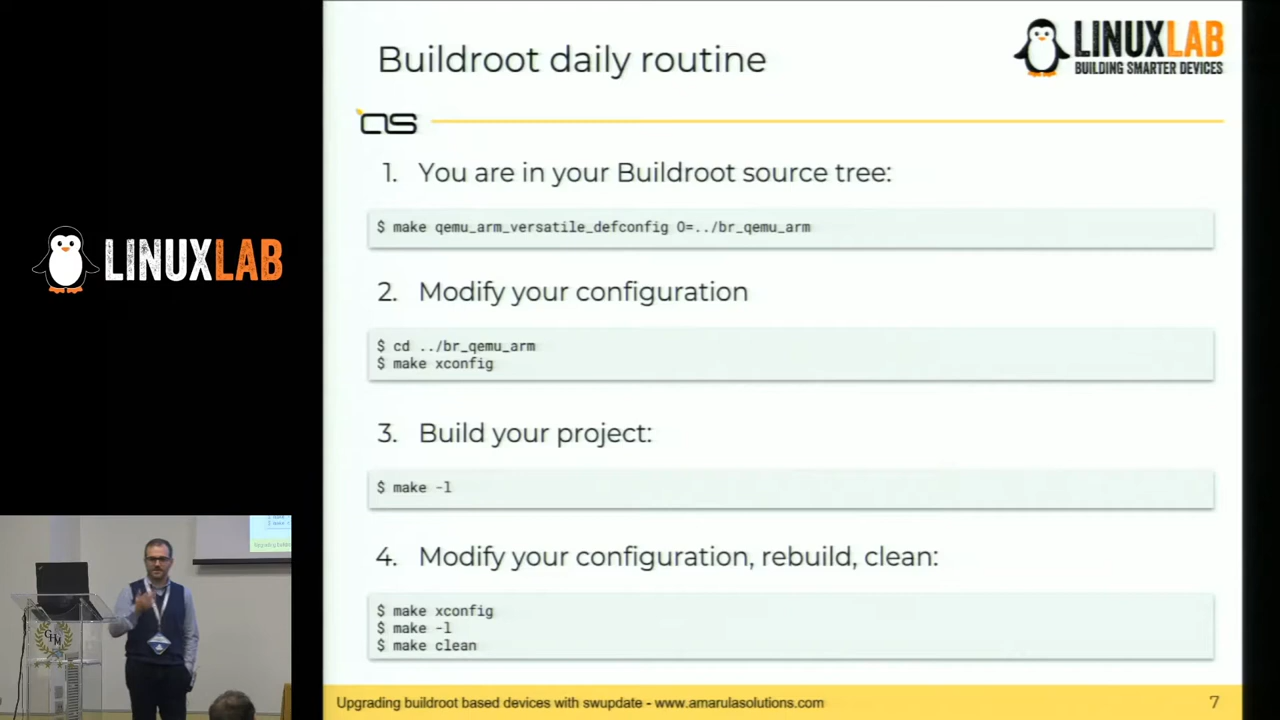 Buildroot daily routine
LINUXLAB
BUILDING SMARTER DEVICES
as
1. You are in your Buildroot source tree:
$ make qemu_arm_versatile_defconfig O=../br_qemu_arm
2. Modify your configuration
$ cd ../br_qemu_arm
$ make xconfig
LINUXLAB
3. Build your project:
$ make -l
4. Modify your configuration, rebuild, clean:
$ make xconfig
$ make -l
$ make clean
GHM
Upgrading buildroot based devices with swupdate - www.amarulasolutions.com
7